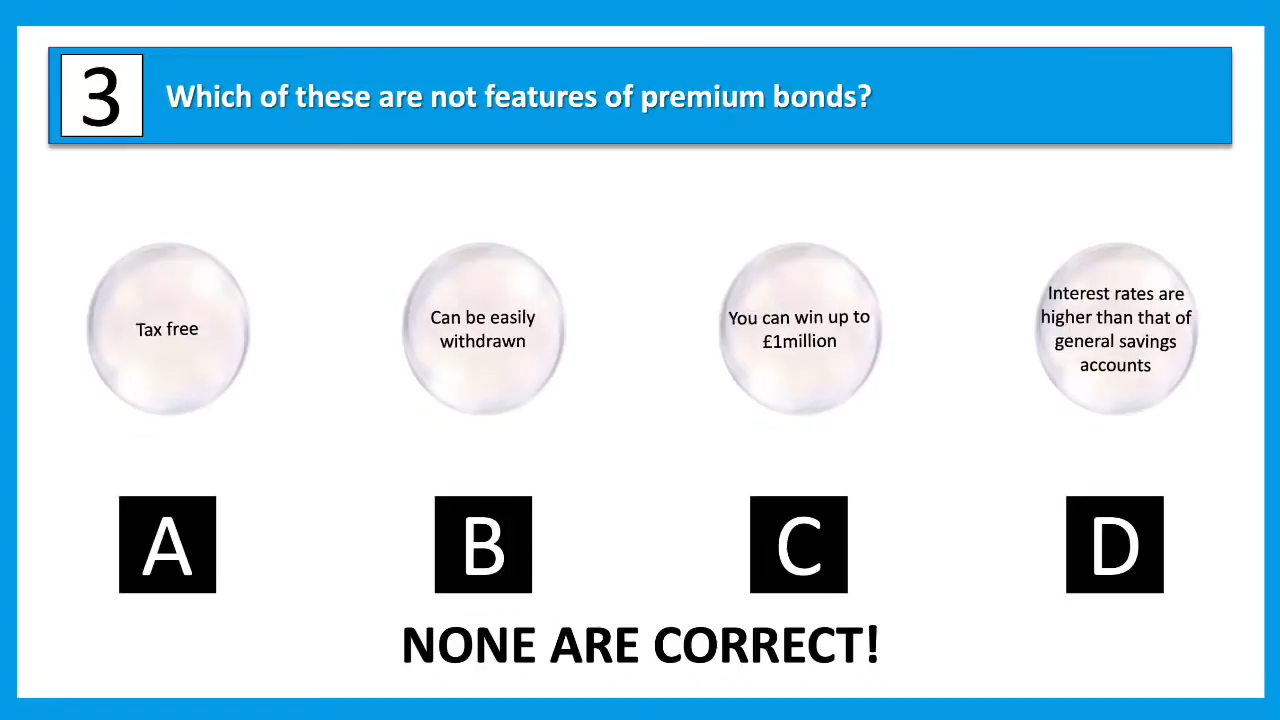 3
Which of these are not features of premium bonds?
Tax free
Can be easily
withdrawn
You can win up to
£1million
Interest rates are
higher than that of
general savings
accounts
A
B
C
D
NONE ARE CORRECT!